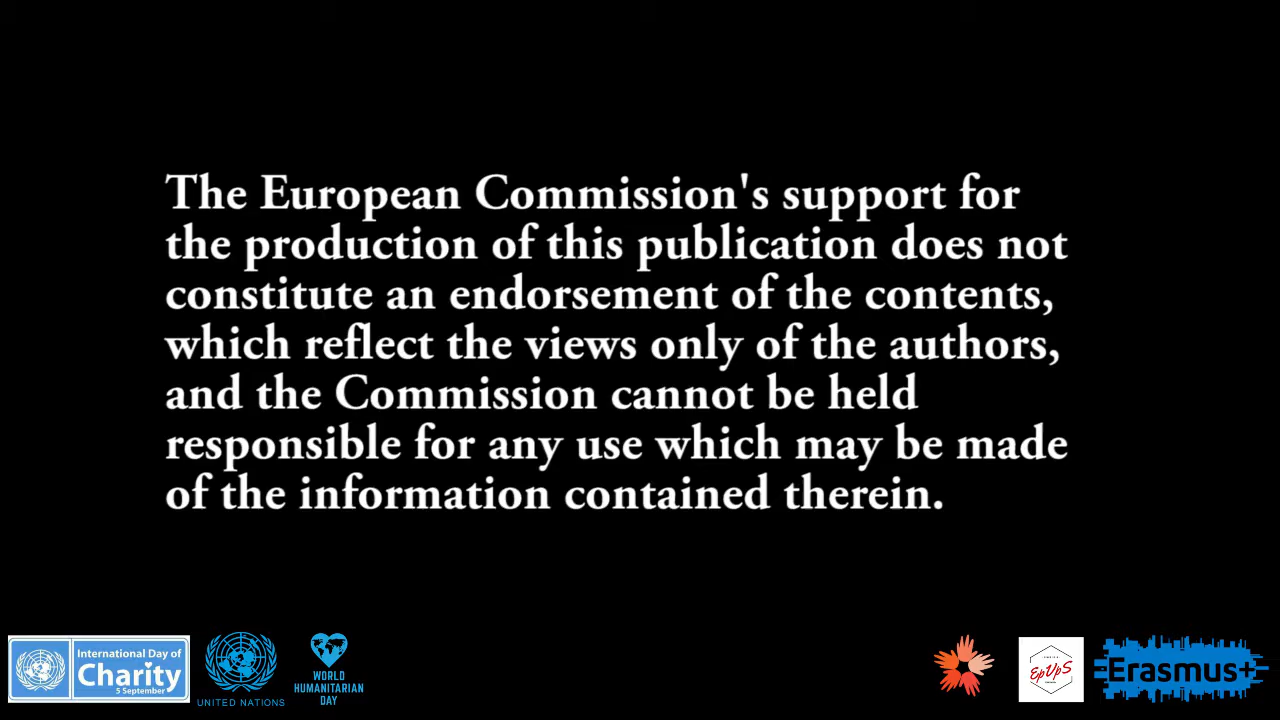 The European Commission's support for
the production of this publication does not
constitute an endorsement of the contents,
which reflect the views only of the authors,
and the Commission cannot be held
responsible for any use which may be made
of the information contained therein.
International Day of
Charity
5 September
UNITED NATIONS
WORLD
HUMANITARIAN
DAY
EpUpS
Erasmus+